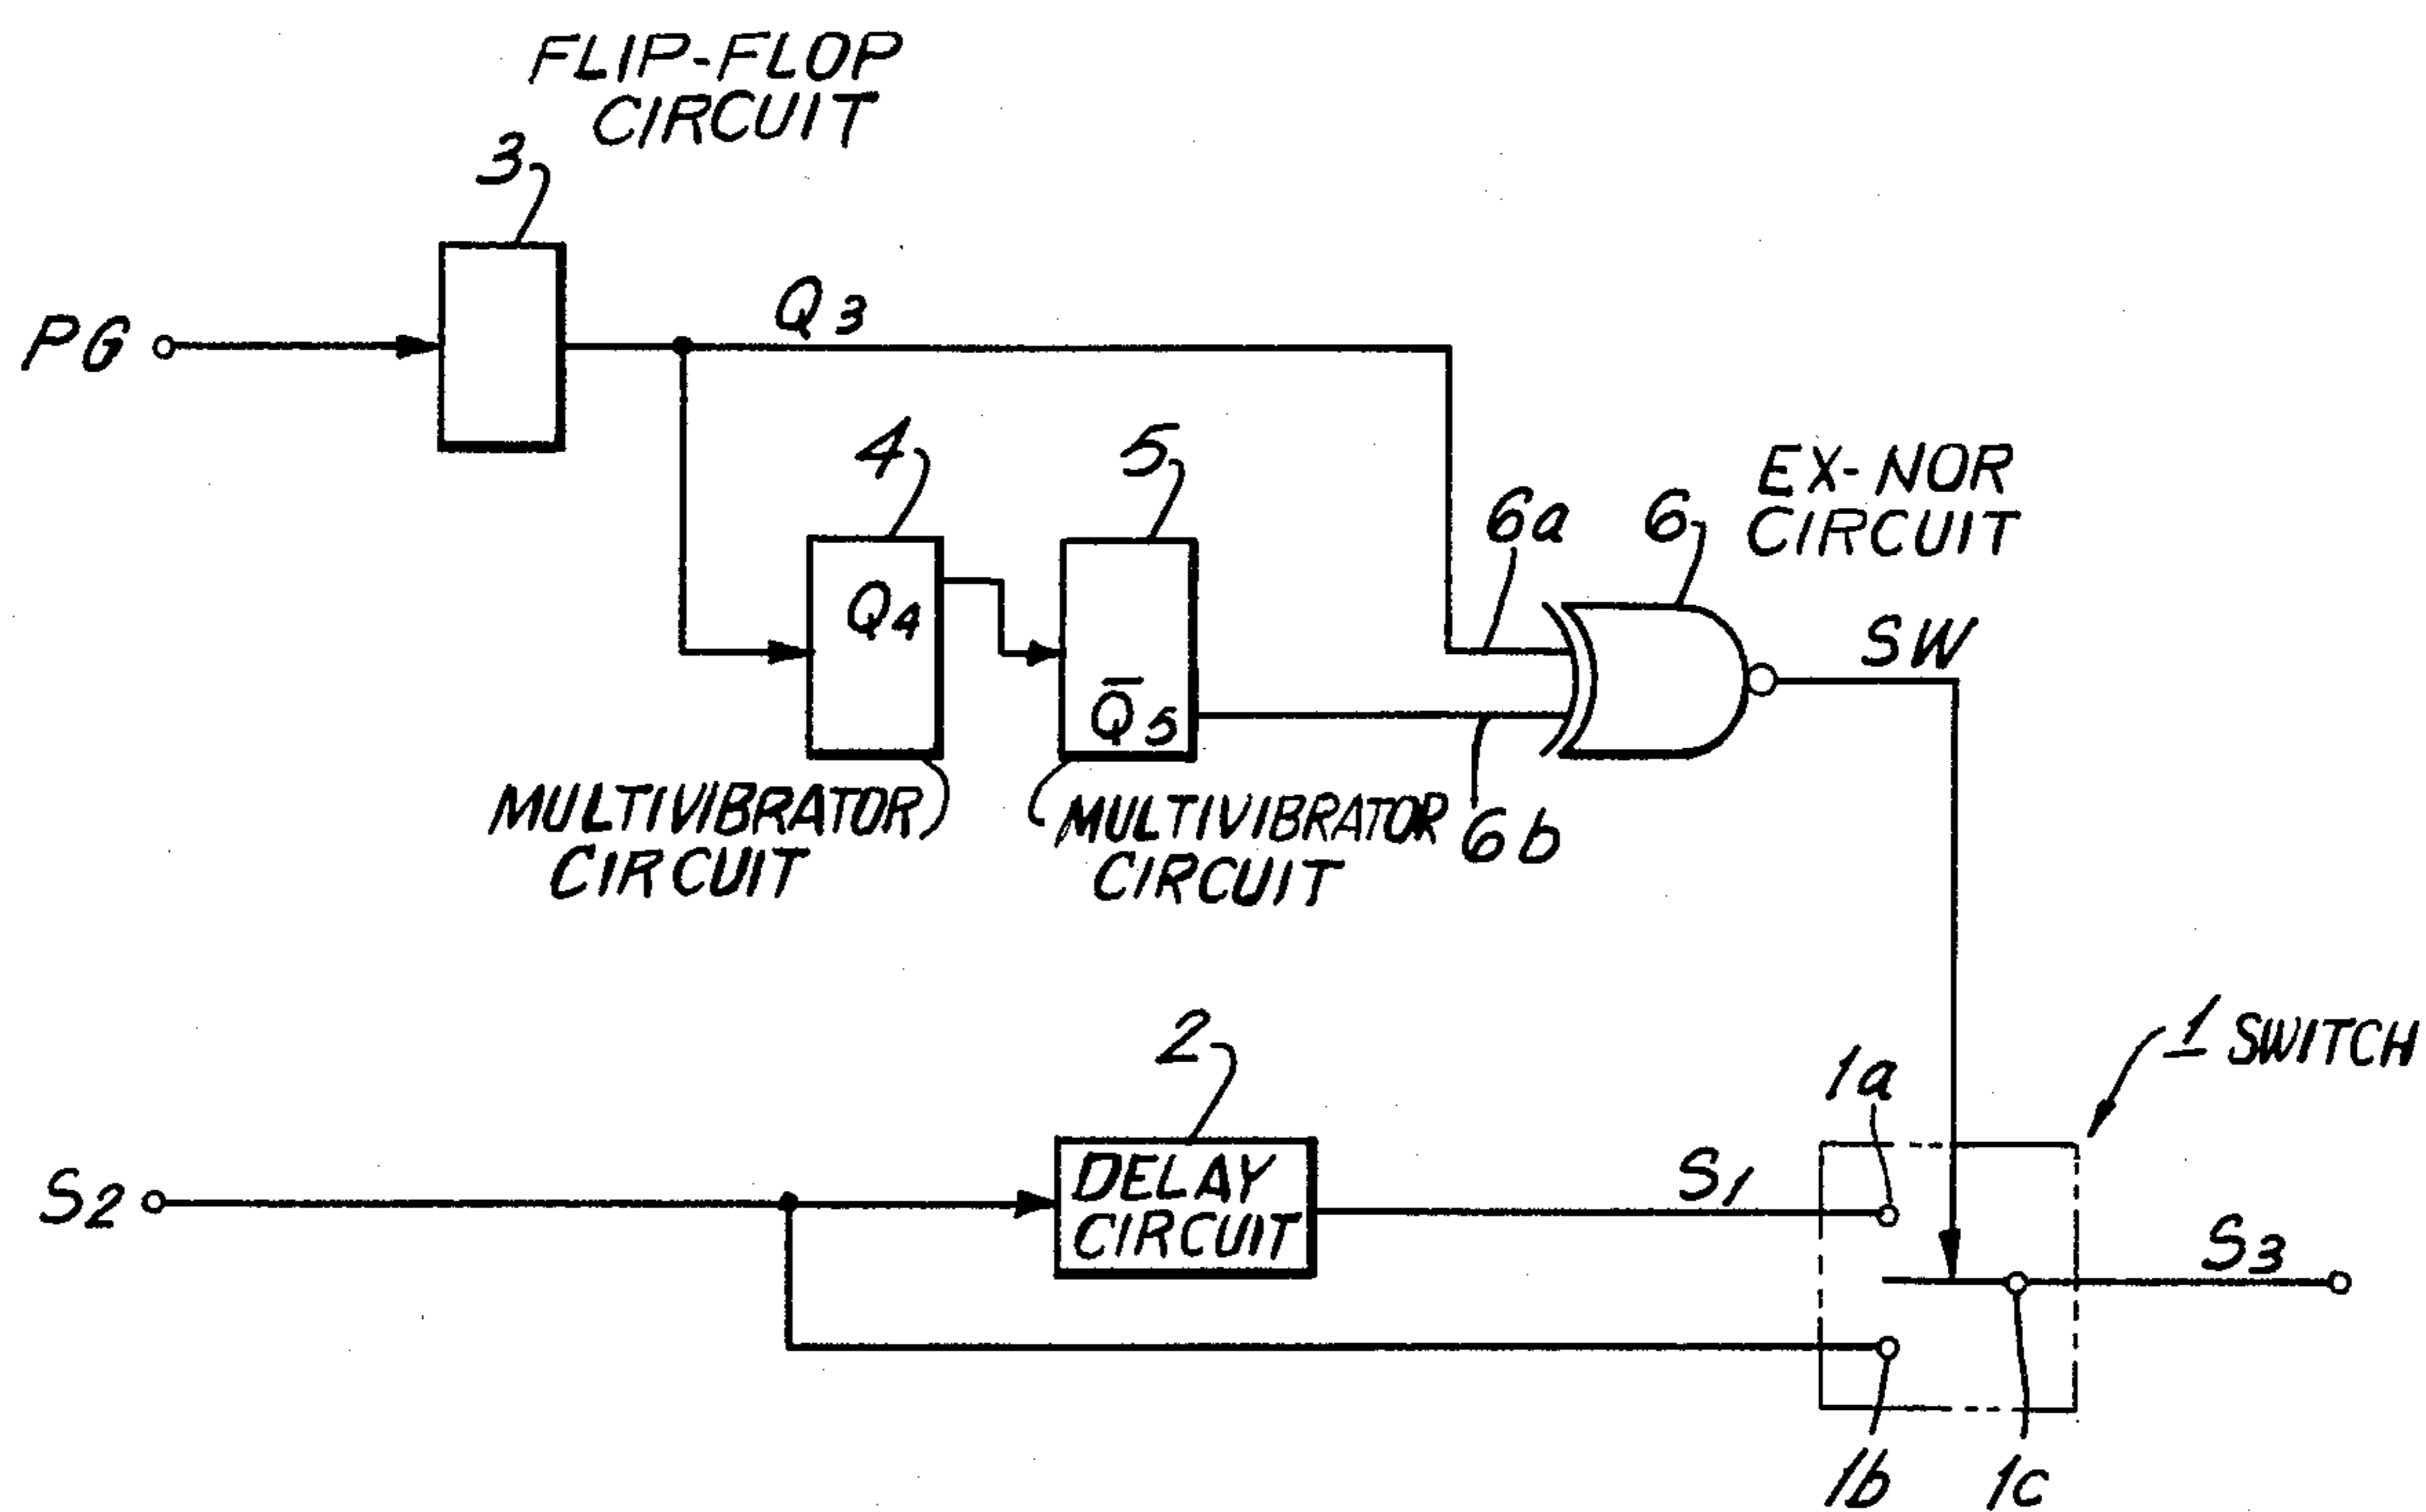 FLIP-FLOP
CIRCUIT
3
PG
Q3
4
5
6a
6
EX-NOR
CIRCUIT
Q4
Q̅5
SW
MULTIVIBRATOR
CIRCUIT
MULTIVIBRATOR
CIRCUIT
6b
2
1 SWITCH
1a
S2
DELAY
CIRCUIT
S1
S3
1b
1c